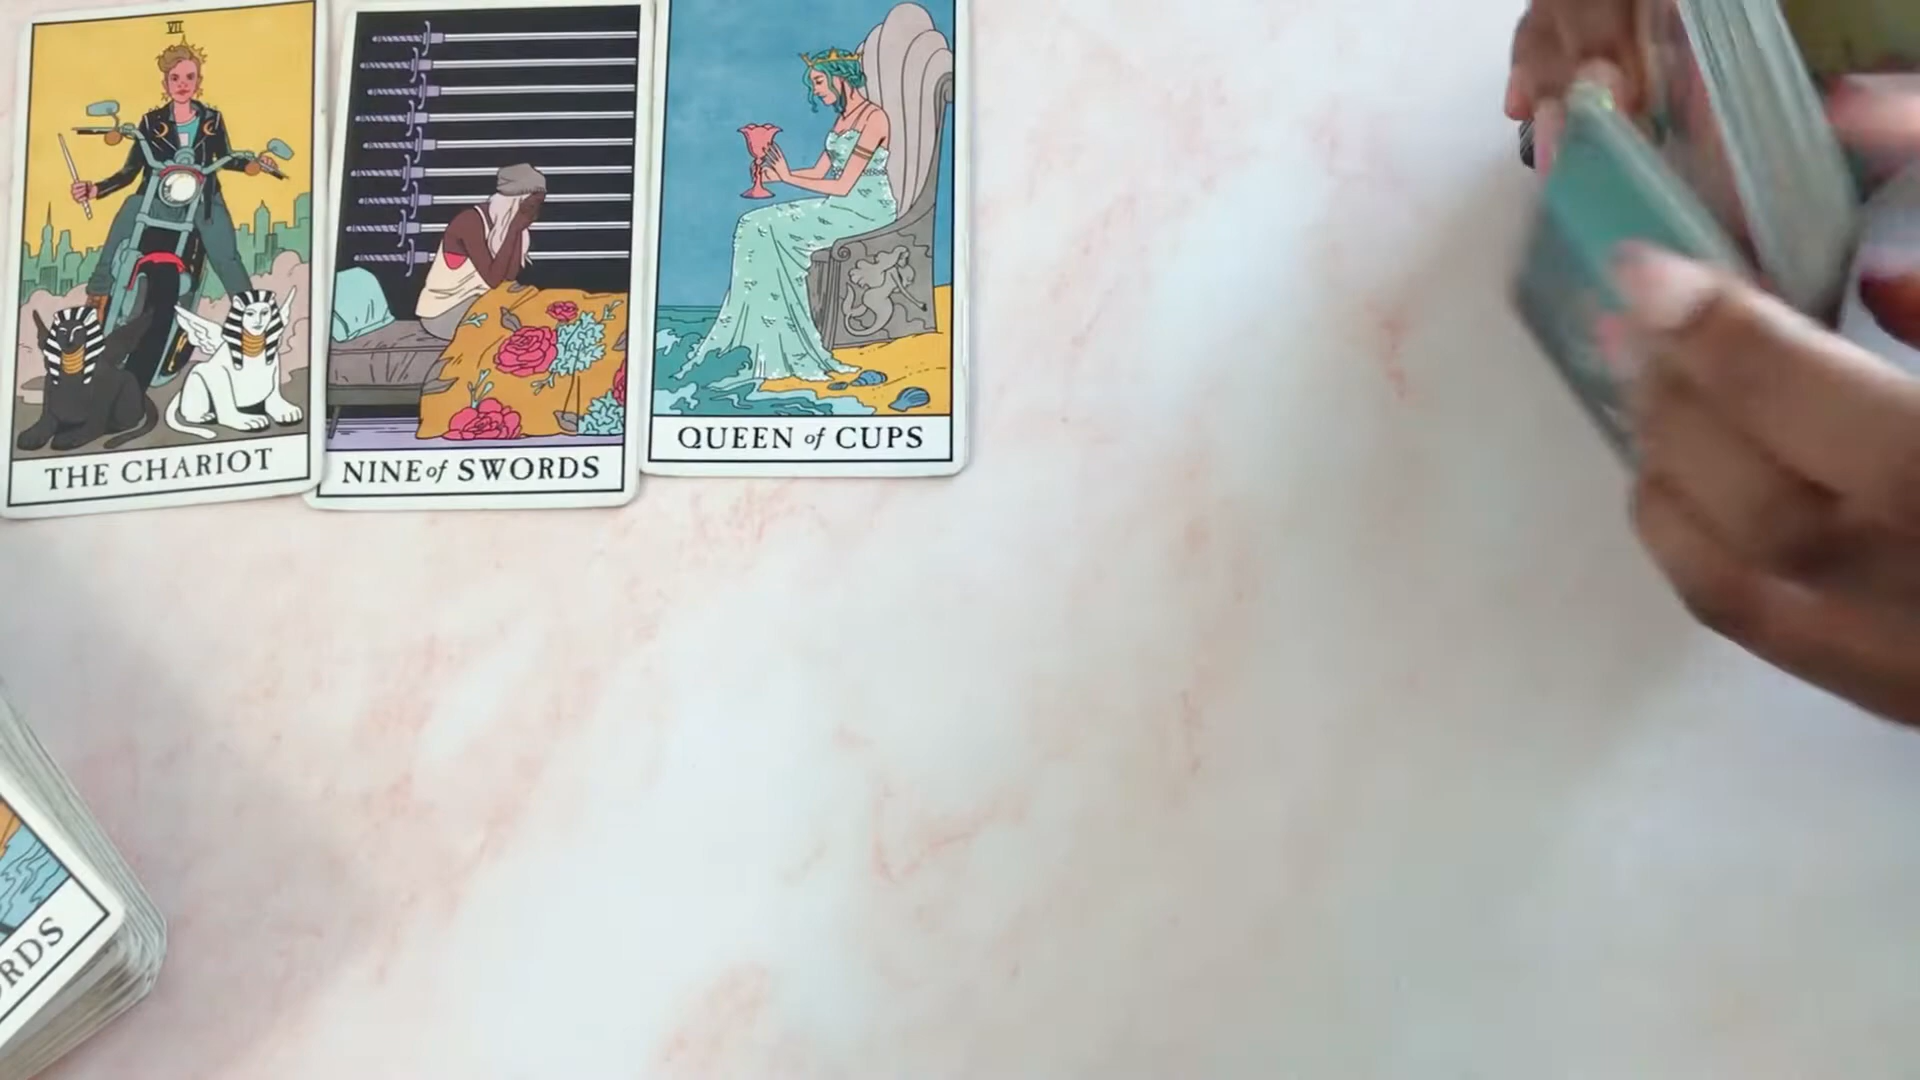 VII
THE CHARIOT
NINE of SWORDS
QUEEN of CUPS
RDS